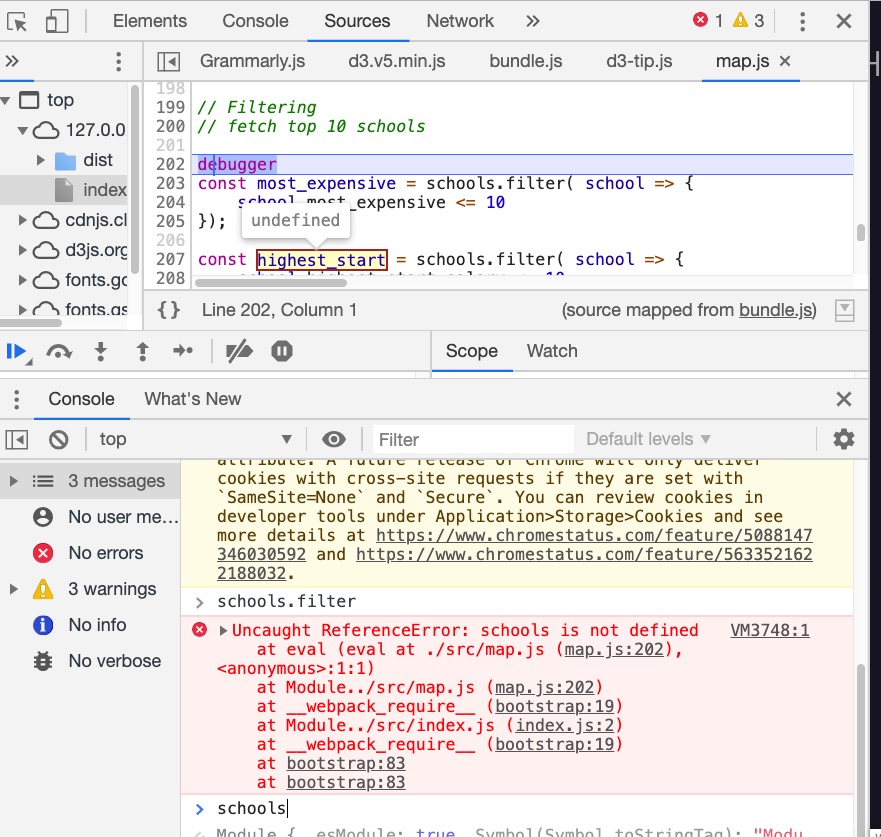 Elements Console Sources Network » 1 3
» Grammarly.js d3.v5.min.js bundle.js d3-tip.js map.js
top
127.0.0
dist
index
cdnjs.cl
d3js.org
fonts.go
fonts.gs
198
199 // Filtering
200 // fetch top 10 schools
201
202 debugger
203 const most_expensive = schools.filter( school => {
204 school.most_expensive <= 10
205 });
undefined
206
207 const highest_start = schools.filter( school => {
208
{} Line 202, Column 1 (source mapped from bundle.js)
Scope Watch
Console What's New
top Filter Default levels
3 messages
No user me...
No errors
3 warnings
No info
No verbose
attribute. A future release of Chrome will only deliver
cookies with cross-site requests if they are set with
`SameSite=None` and `Secure`. You can review cookies in
developer tools under Application>Storage>Cookies and see
more details at https://www.chromestatus.com/feature/5088147
346030592 and https://www.chromestatus.com/feature/563352162
2188032.
> schools.filter
Uncaught ReferenceError: schools is not defined VM3748:1
at eval (eval at ./src/map.js (map.js:202),
<anonymous>:1:1)
at Module../src/map.js (map.js:202)
at __webpack_require__ (bootstrap:19)
at Module../src/index.js (index.js:2)
at __webpack_require__ (bootstrap:19)
at bootstrap:83
at bootstrap:83
> schools
Module {__esModule: true, Symbol(Symbol.toStringTag): "Modu